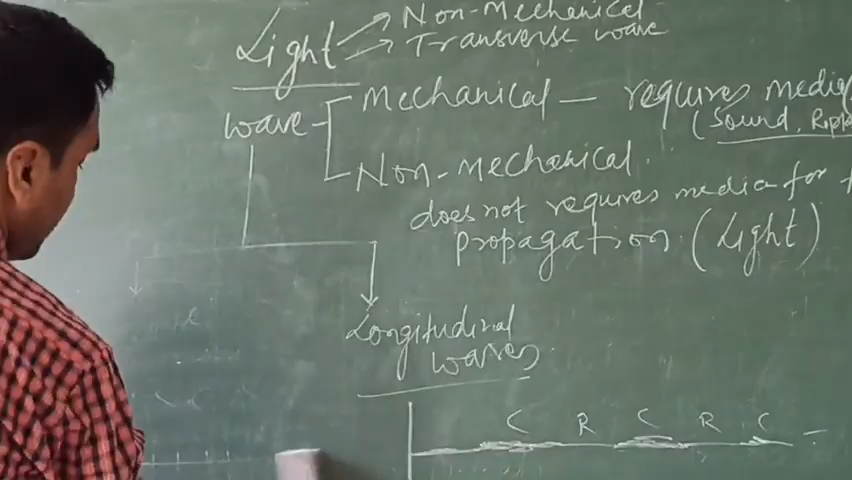 Light → Non-Mechanical
→ Transverse wave
wave
Mechanical — requires media
(Sound,
Non-mechanical.
does not requires media for
propagation. (Light)
Longitudinal
waves
C R C R C —